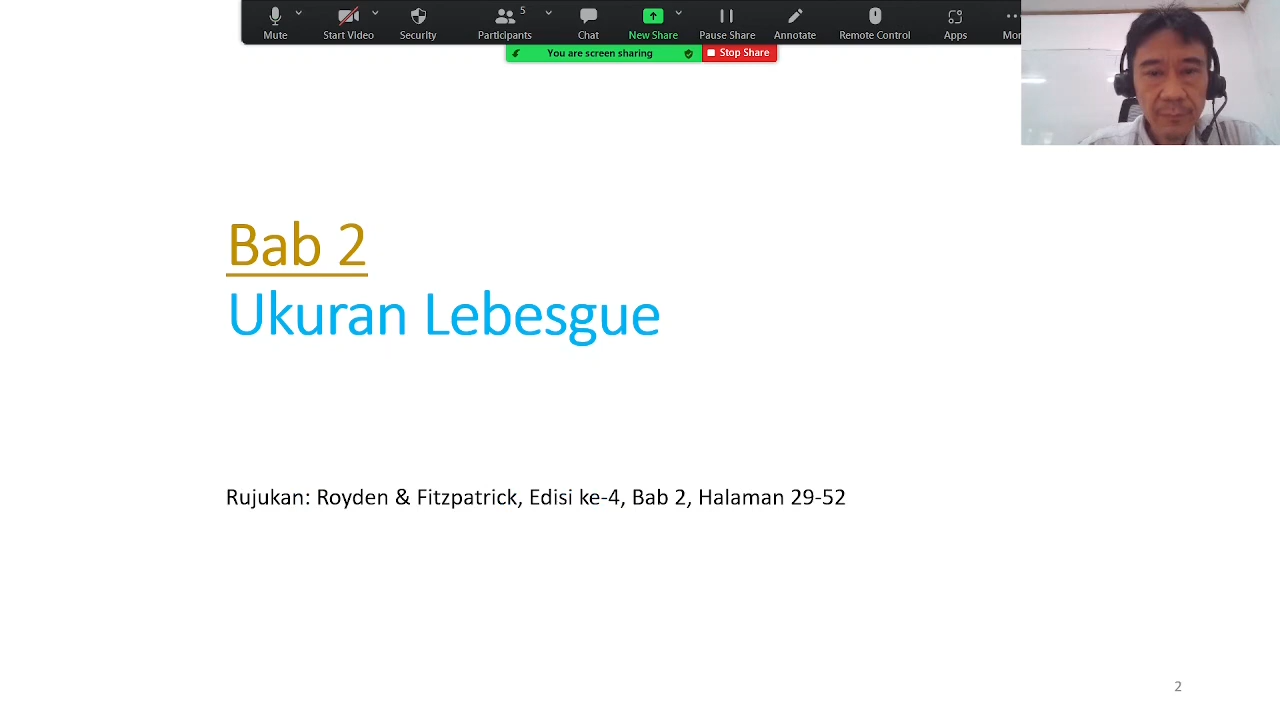 5
Mute
Start Video
Security
Participants
Chat
New Share
Pause Share
Annotate
Remote Control
Apps
You are screen sharing
Stop Share
Bab 2
Ukuran Lebesgue
Rujukan: Royden & Fitzpatrick, Edisi ke-4, Bab 2, Halaman 29-52
2